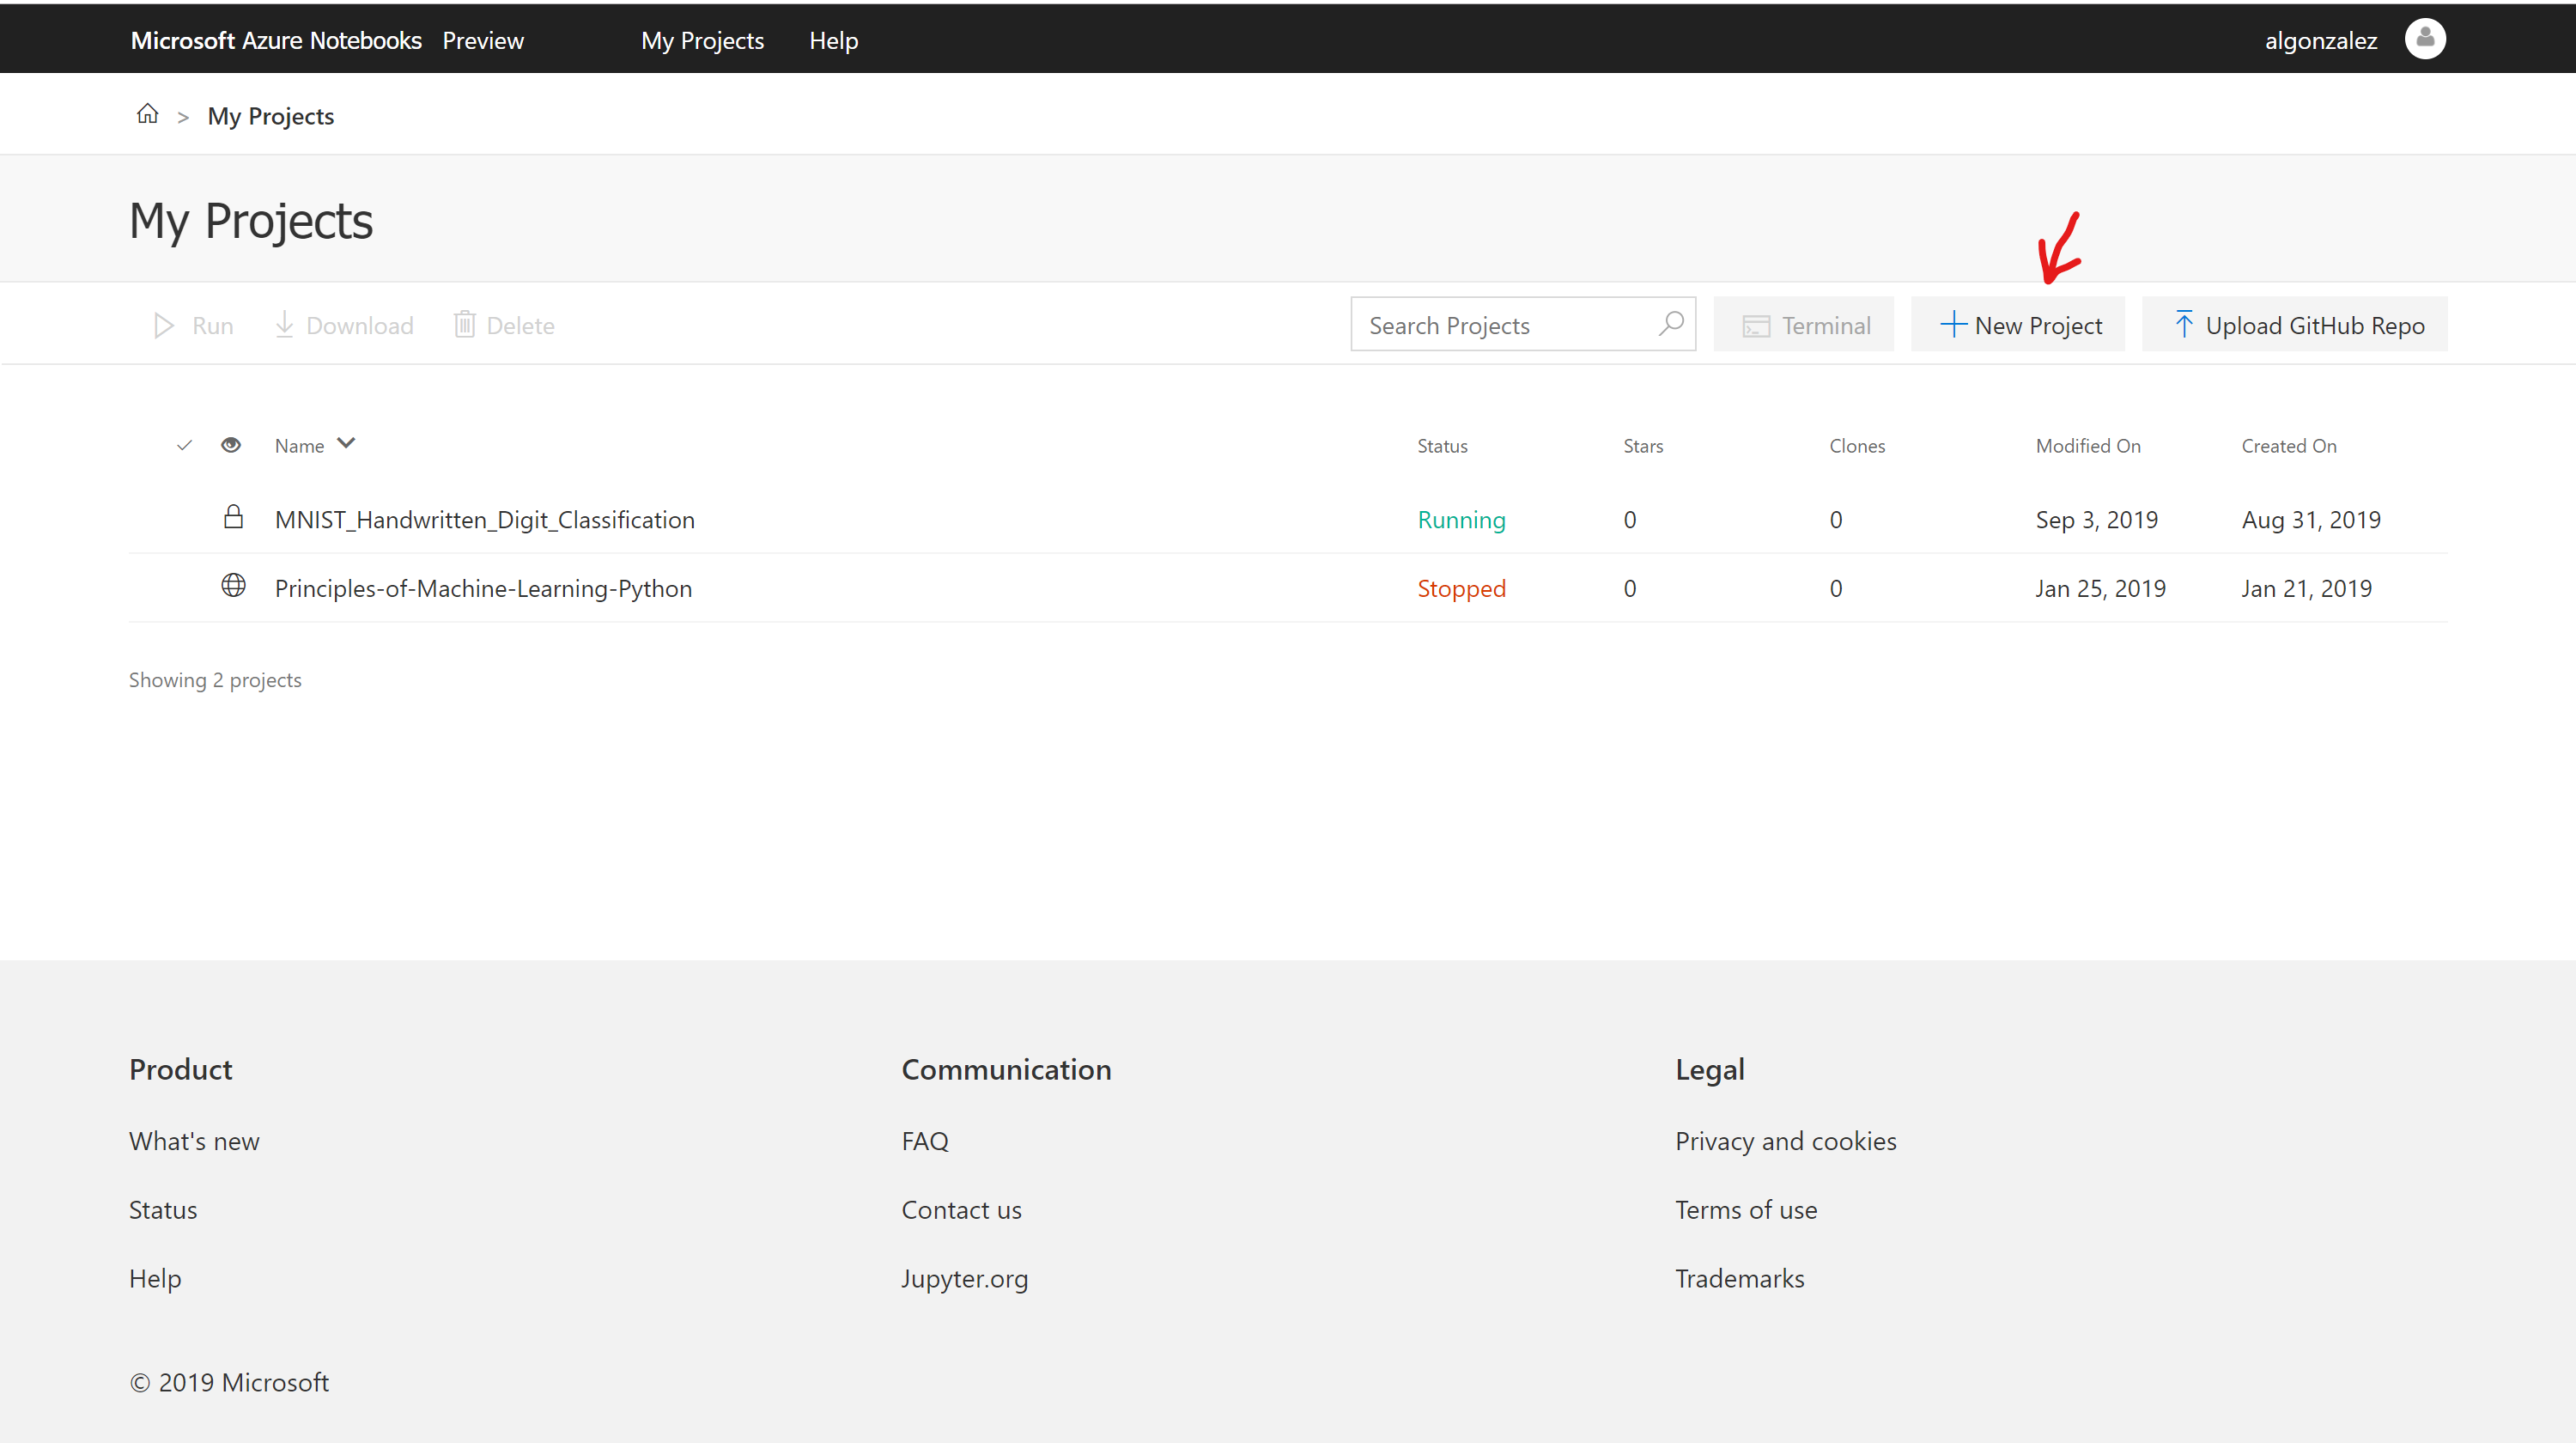 Microsoft Azure Notebooks Preview My Projects Help algonzalez
> My Projects
My Projects
Run Download Delete Search Projects Terminal New Project Upload GitHub Repo
Name Status Stars Clones Modified On Created On
MNIST_Handwritten_Digit_Classification Running 0 0 Sep 3, 2019 Aug 31, 2019
Principles-of-Machine-Learning-Python Stopped 0 0 Jan 25, 2019 Jan 21, 2019
Showing 2 projects
Product Communication Legal
What's new FAQ Privacy and cookies
Status Contact us Terms of use
Help Jupyter.org Trademarks
© 2019 Microsoft